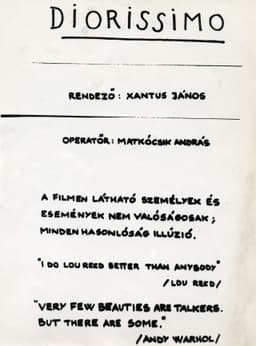 DIORISSIMO
RENDEZŐ: XANTUS JÁNOS
OPERATŐR: MATKÓCSIK ANDRÁS
A FILMEN LÁTHATÓ SZEMÉLYEK ÉS
ESEMÉNYEK NEM VALÓSÁGOSAK;
MINDEN HASONLÓSÁG ILLÚZIÓ.
"I DO LOU REED BETTER THAN ANYBODY"
/LOU REED/
"VERY FEW BEAUTIES ARE TALKERS.
BUT THERE ARE SOME."
/ANDY WARHOL/